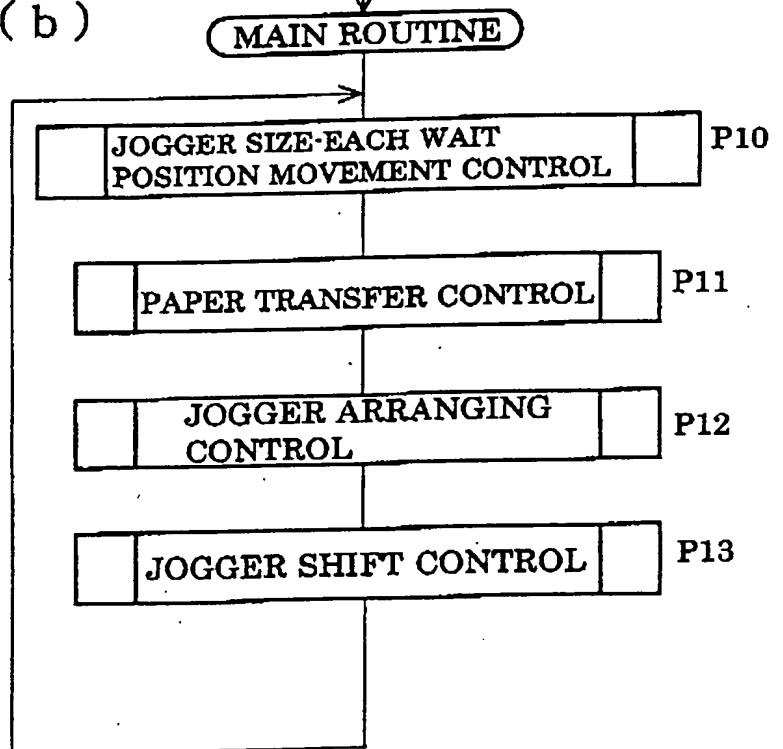 ( b )
MAIN ROUTINE
JOGGER SIZE-EACH WAIT
POSITION MOVEMENT CONTROL
P10
PAPER TRANSFER CONTROL
P11
JOGGER ARRANGING
CONTROL
P12
JOGGER SHIFT CONTROL
P13